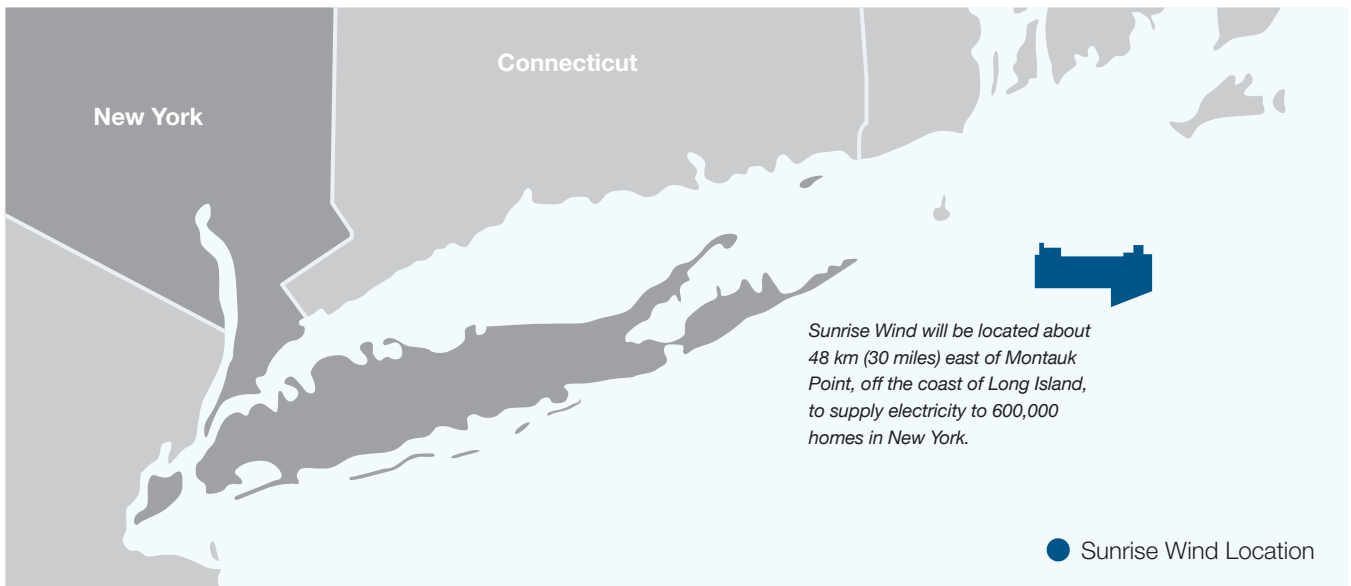 Connecticut
New York
Sunrise Wind will be located about
48 km (30 miles) east of Montauk
Point, off the coast of Long Island,
to supply electricity to 600,000
homes in New York.
Sunrise Wind Location